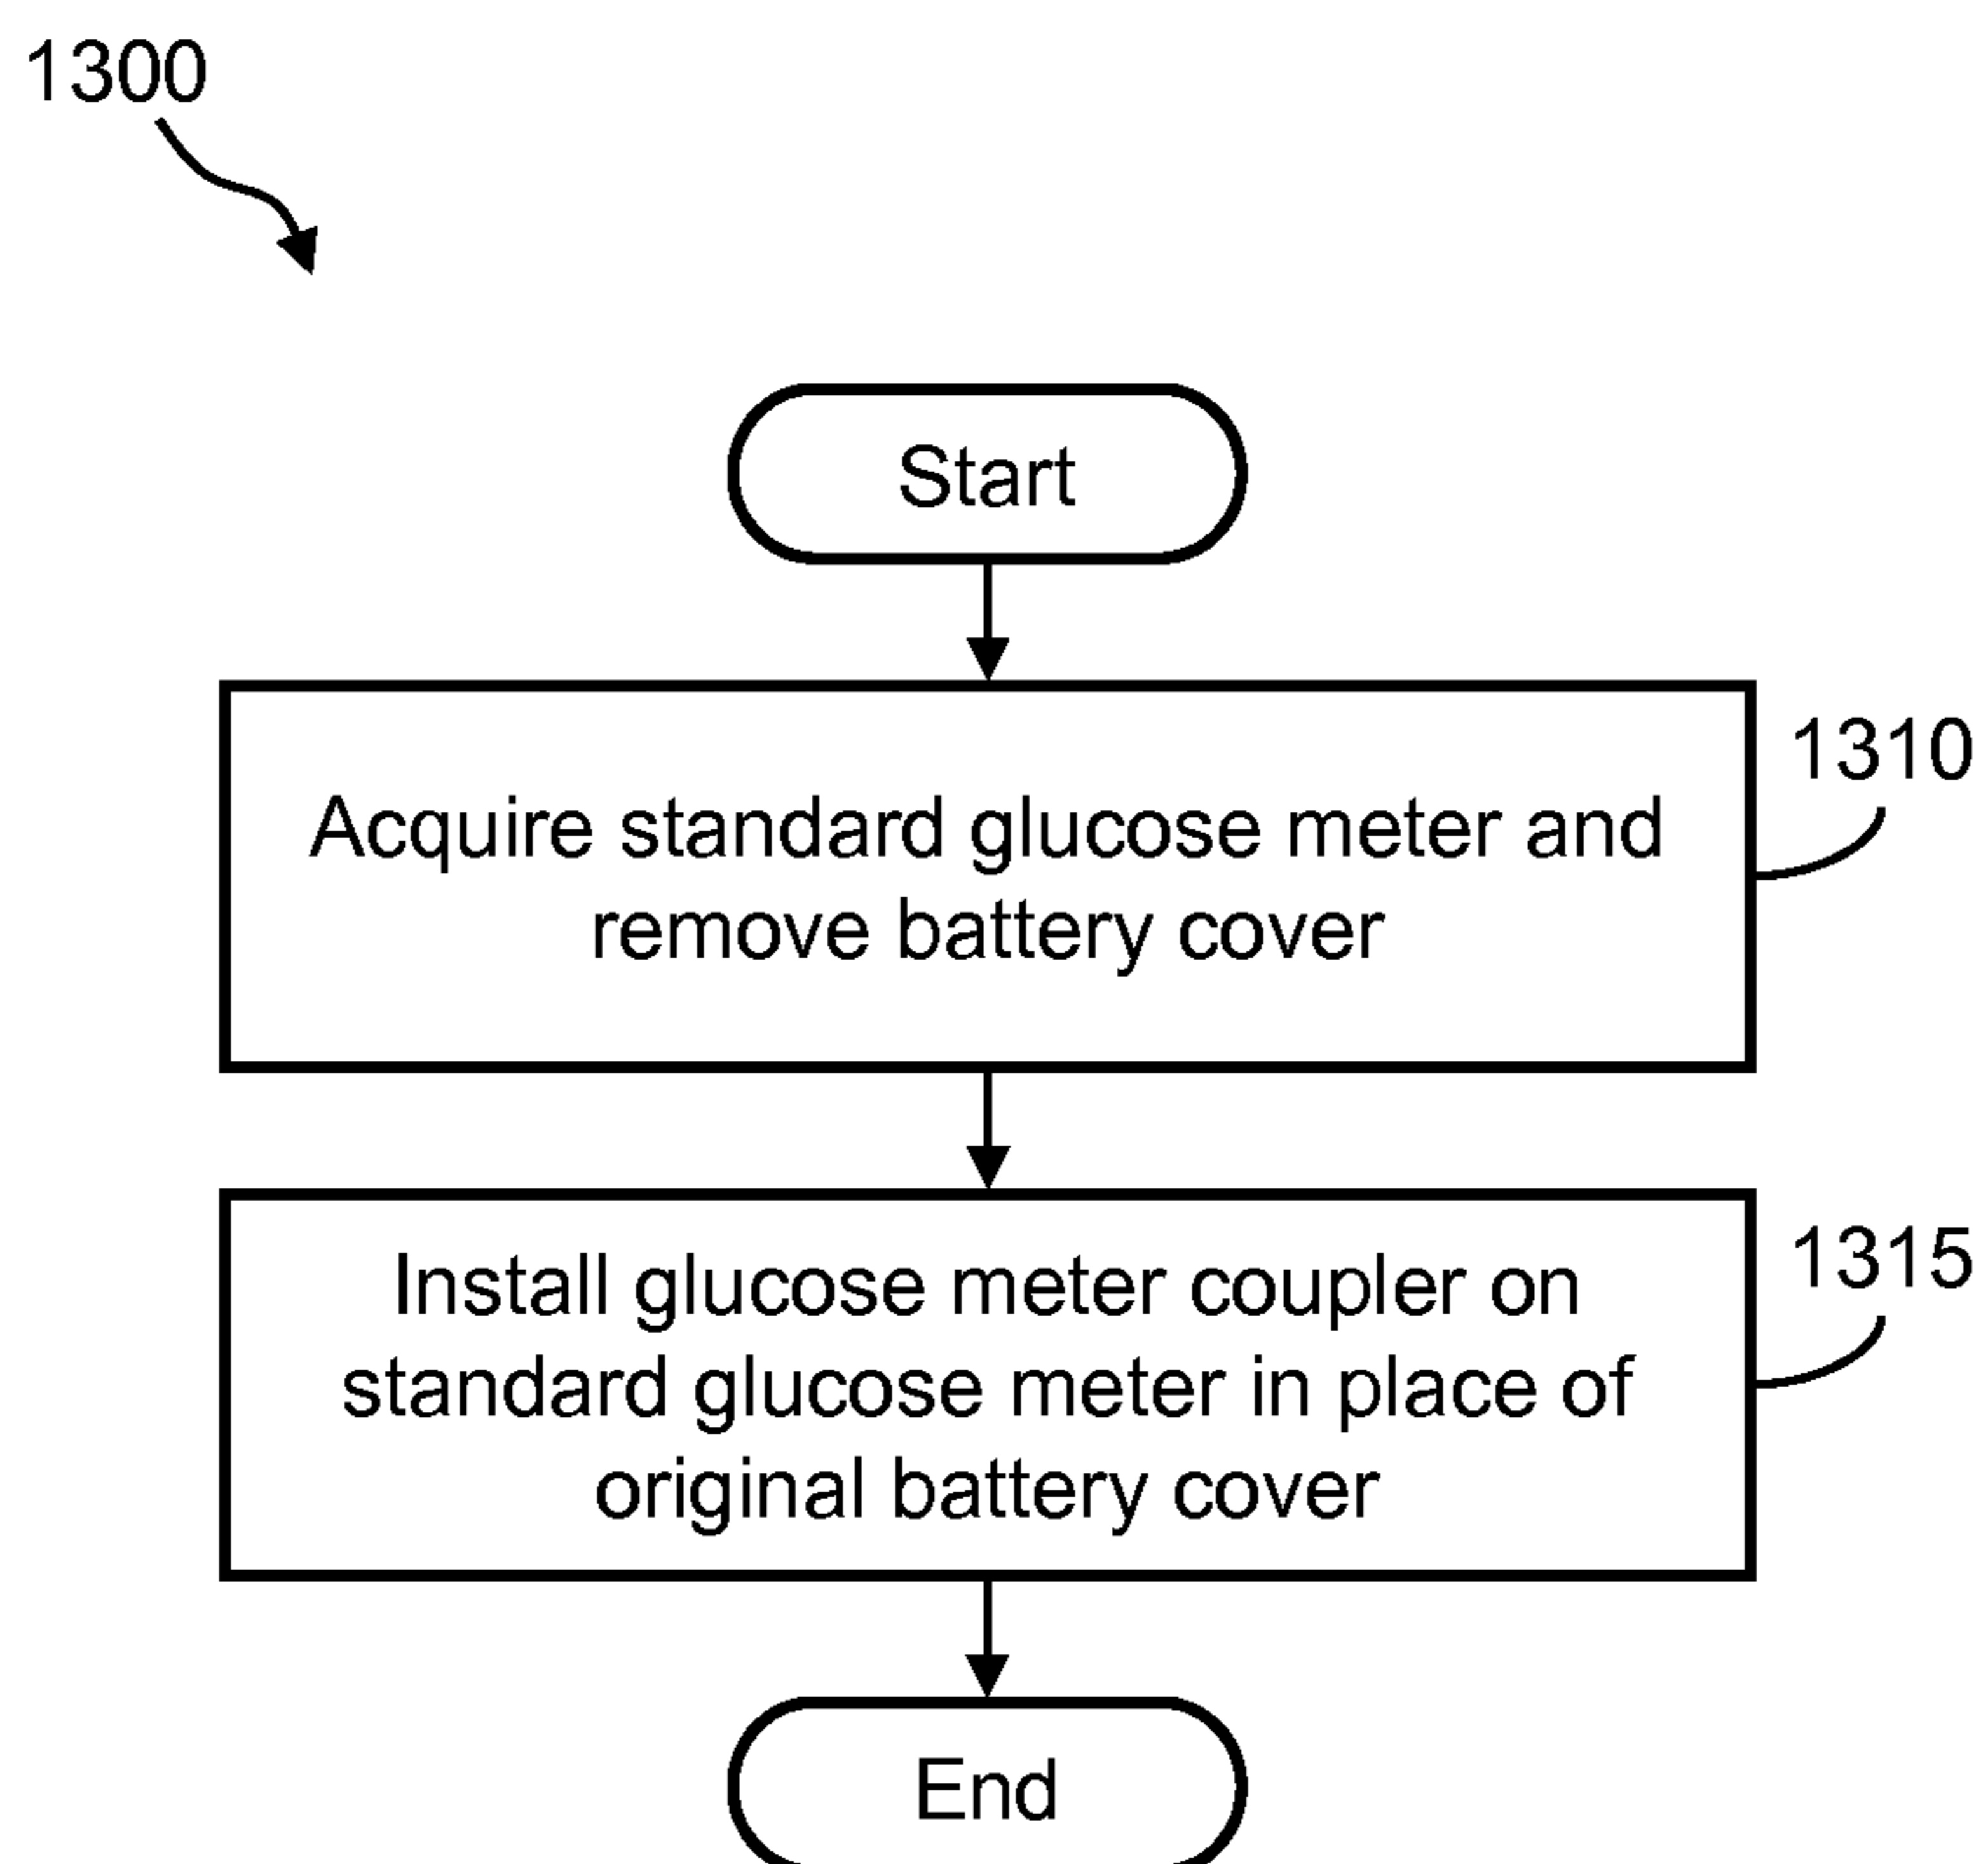 1300
Start
1310
Acquire standard glucose meter and
remove battery cover
1315
Install glucose meter coupler on
standard glucose meter in place of
original battery cover
End